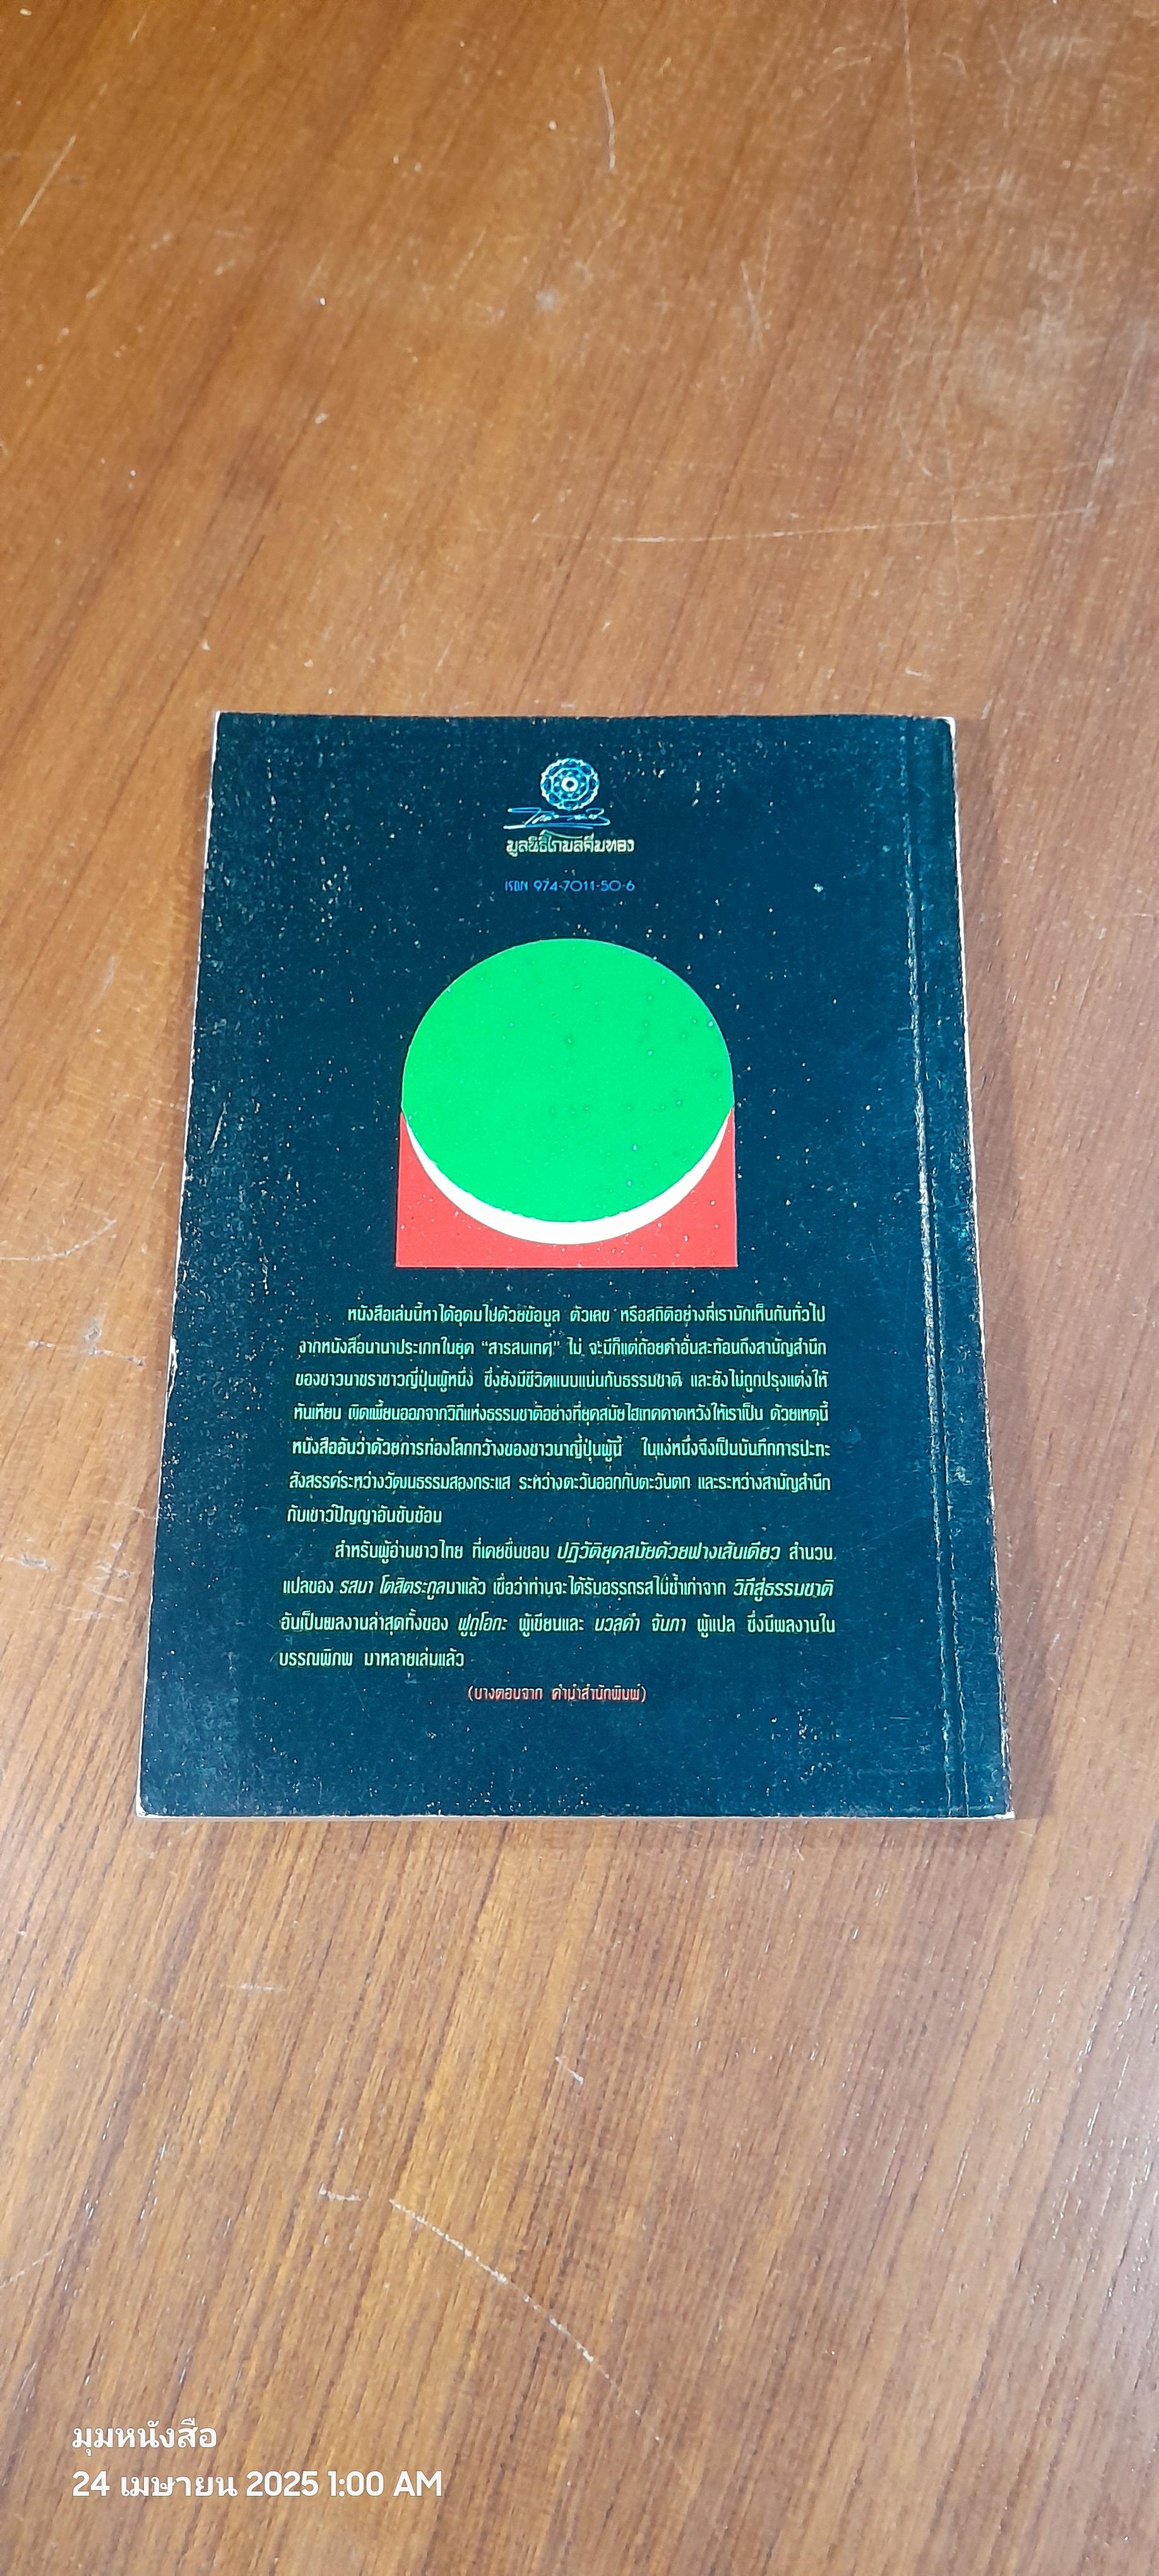 มูลนิธิโกมลคีมทอง
ISBN 974-7011-50-6
หนังสือเล่มนี้หาได้อุดมไปด้วยข้อมูล ตัวเลข หรือสถิติอย่างที่เรามักเห็นกันทั่วไป
จากหนังสือนานาประเภทในยุค “สารสนเทศ” ไม่ จะมีก็แต่ถ้อยคำอันสะท้อนถึงสามัญสำนึก
ของชาวนาชราชาวญี่ปุ่นผู้หนึ่ง ซึ่งยังมีชีวิตแนบแน่นกับธรรมชาติ และยังไม่ถูกปรุงแต่งให้
หันเหียน เบิดเพี้ยนออกจากวิถีแห่งธรรมชาติอย่างที่ยุคสมัยไฮเทคคาดหวังให้เราเป็น ด้วยเหตุนี้
หนังสืออันว่าด้วยการท่องโลกกว้างของชาวนาญี่ปุ่นผู้นี้ ในแง่หนึ่งจึงเป็นบันทึกการปะทะ
สังสรรค์ระหว่างวัฒนธรรมสองกระแส ระหว่างตะวันออกกับตะวันตก และระหว่างสามัญสำนึก
กับเชาว์ปัญญาอันซับซ้อน
สำหรับผู้อ่านชาวไทย ที่เคยชื่นชอบ ปฏิวัติยุคสมัยด้วยฟางเส้นเดียว สำนวน
แปลของ รสนา โตสิตระกูลมาแล้ว เชื่อว่าท่านจะได้รับอรรถรสไม่ซ้ำเก่าจาก วิถีสู่ธรรมชาติ
อันเป็นผลงานล่าสุดทั้งของ ฟูกูโอกะ ผู้เขียนและ นวลคำ จันภา ผู้แปล ซึ่งมีผลงานใน
บรรณพิภพ มาหลายเล่มแล้ว
(บางตอนจาก คำนำสำนักพิมพ์)
มุมหนังสือ
24 เมษายน 2025 1:00 AM